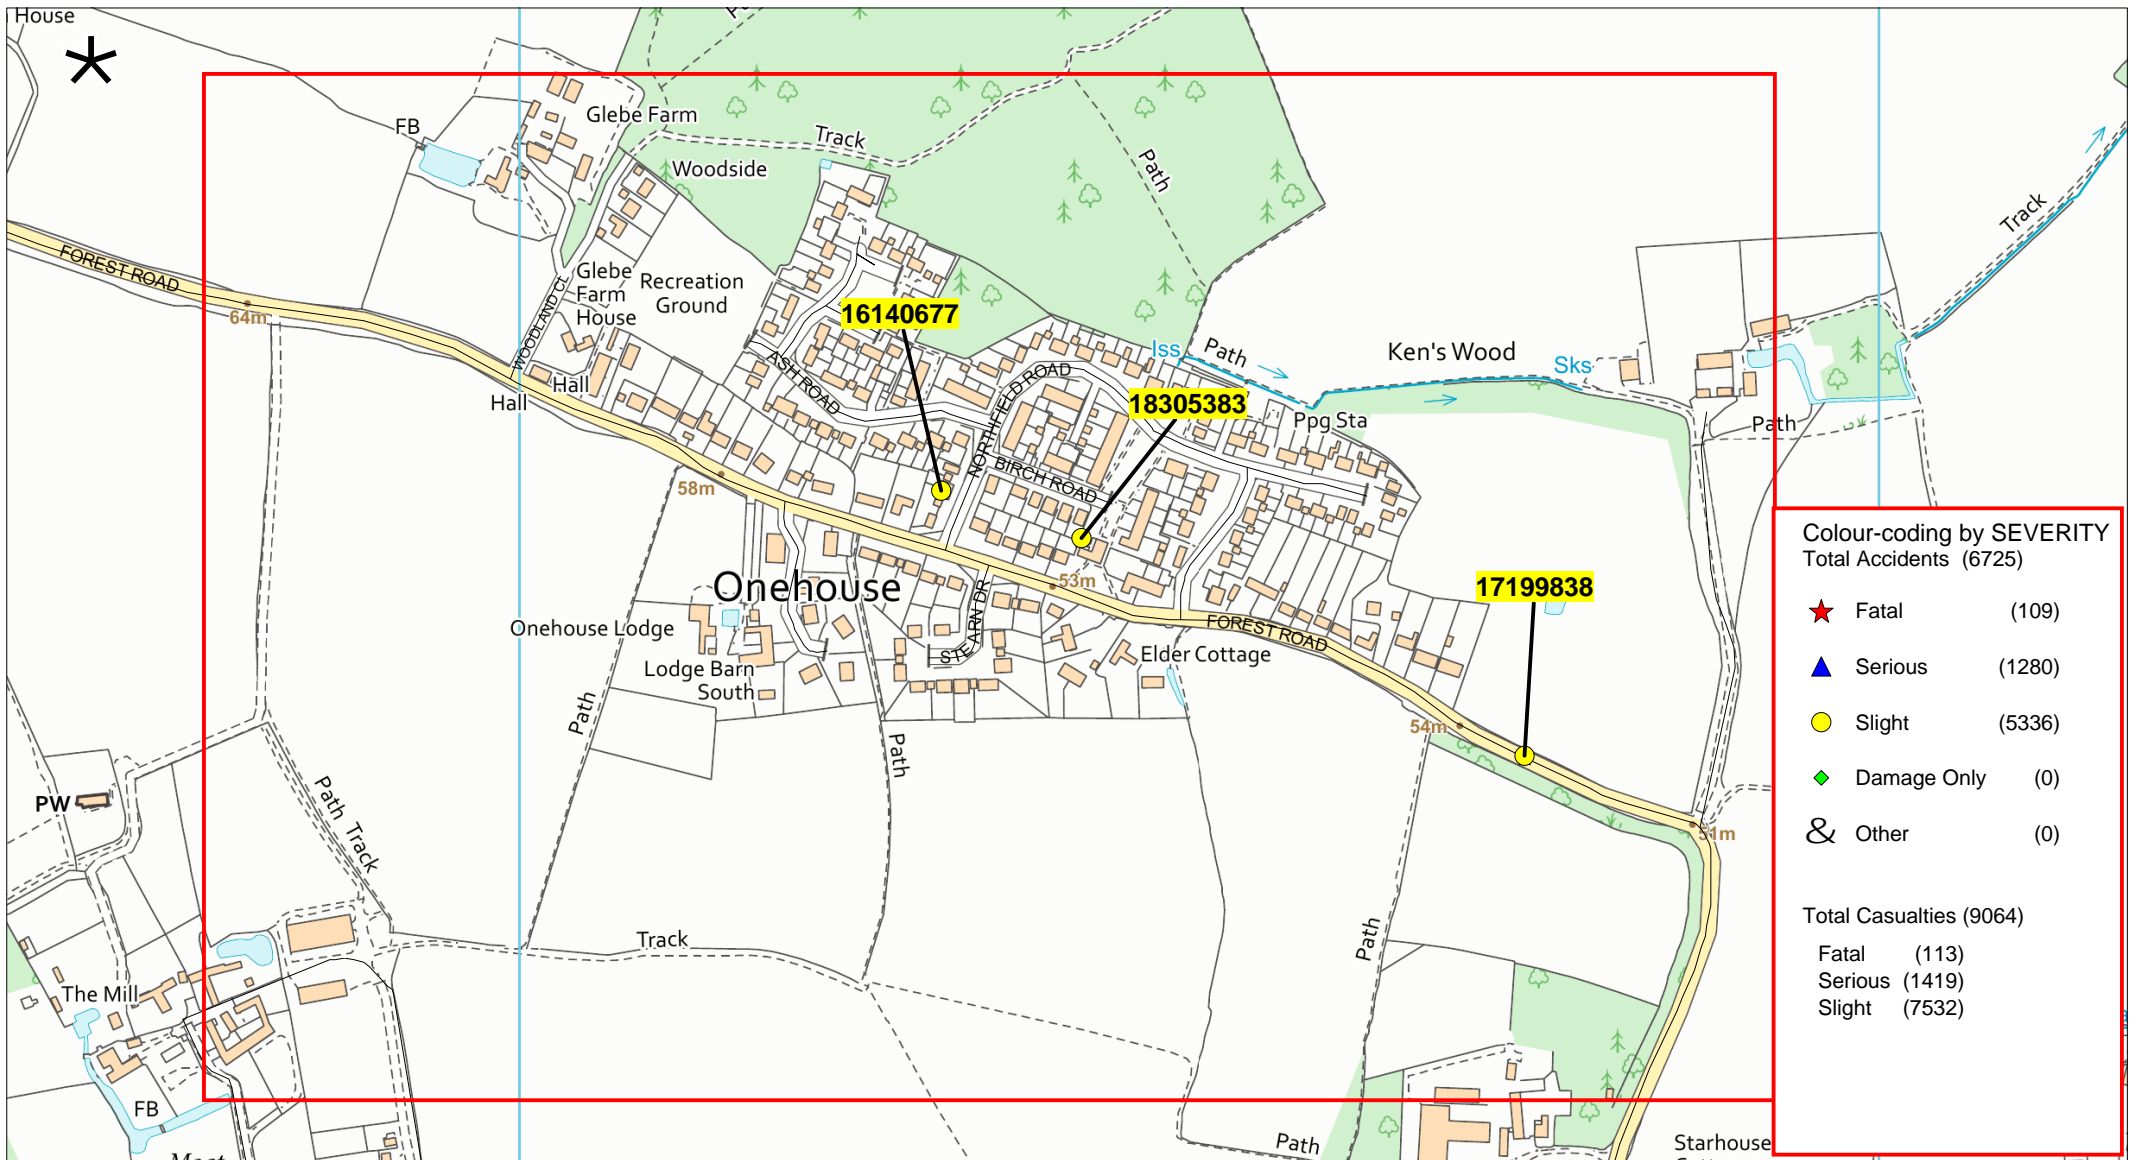 House
FB
Glebe Farm
Track
Woodside
Path
Track
FOREST ROAD
64m
WOODLAND Ct.
Glebe
Farm
House
Recreation
Ground
16140677
ASH ROAD
Iss
Path
Ken's Wood
Sks
Hall
Hall
NORTHFIELD ROAD
18305383
Ppg Sta
Path
58m
BIRCH ROAD
Onehouse
53m
17199838
STEARN DR
FOREST ROAD
Onehouse Lodge
Elder Cottage
Lodge Barn
South
Path
Path
54m
51m
Path Track
PW
Track
Path
The Mill
FB
Path
Starhouse
Colour-coding by SEVERITY
Total Accidents (6725)
Fatal (109)
Serious (1280)
Slight (5336)
Damage Only (0)
& Other (0)
Total Casualties (9064)
Fatal (113)
Serious (1419)
Slight (7532)